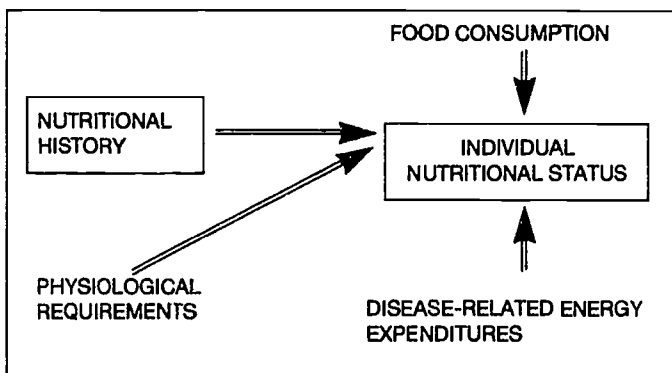 FOOD CONSUMPTION
NUTRITIONAL
HISTORY
INDIVIDUAL
NUTRITIONAL STATUS
PHYSIOLOGICAL
REQUIREMENTS
DISEASE-RELATED ENERGY
EXPENDITURES